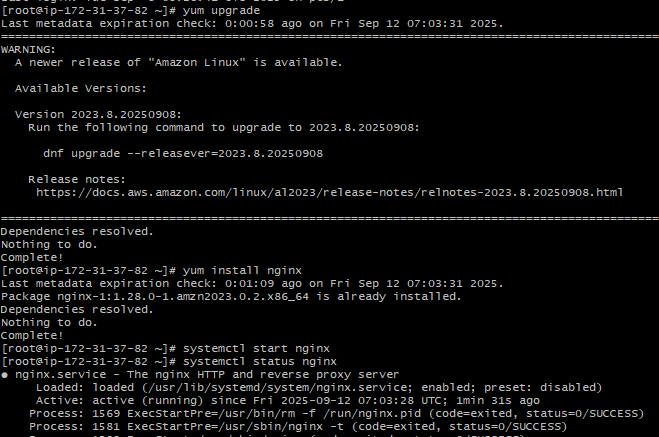 [root@ip-172-31-37-82 ~]# yum upgrade
Last metadata expiration check: 0:00:58 ago on Fri Sep 12 07:03:31 2025.
================================================================================
WARNING:
  A newer release of "Amazon Linux" is available.

  Available Versions:

  Version 2023.8.20250908:
    Run the following command to upgrade to 2023.8.20250908:

      dnf upgrade --releasever=2023.8.20250908

    Release notes:
     https://docs.aws.amazon.com/linux/al2023/release-notes/relnotes-2023.8.20250908.html

================================================================================
Dependencies resolved.
Nothing to do.
Complete!
[root@ip-172-31-37-82 ~]# yum install nginx
Last metadata expiration check: 0:01:09 ago on Fri Sep 12 07:03:31 2025.
Package nginx-1:1.28.0-1.amzn2023.0.2.x86_64 is already installed.
Dependencies resolved.
Nothing to do.
Complete!
[root@ip-172-31-37-82 ~]# systemctl start nginx
[root@ip-172-31-37-82 ~]# systemctl status nginx
● nginx.service - The nginx HTTP and reverse proxy server
     Loaded: loaded (/usr/lib/systemd/system/nginx.service; enabled; preset: disabled)
     Active: active (running) since Fri 2025-09-12 07:03:28 UTC; 1min 31s ago
    Process: 1569 ExecStartPre=/usr/bin/rm -f /run/nginx.pid (code=exited, status=0/SUCCESS)
    Process: 1581 ExecStartPre=/usr/sbin/nginx -t (code=exited, status=0/SUCCESS)